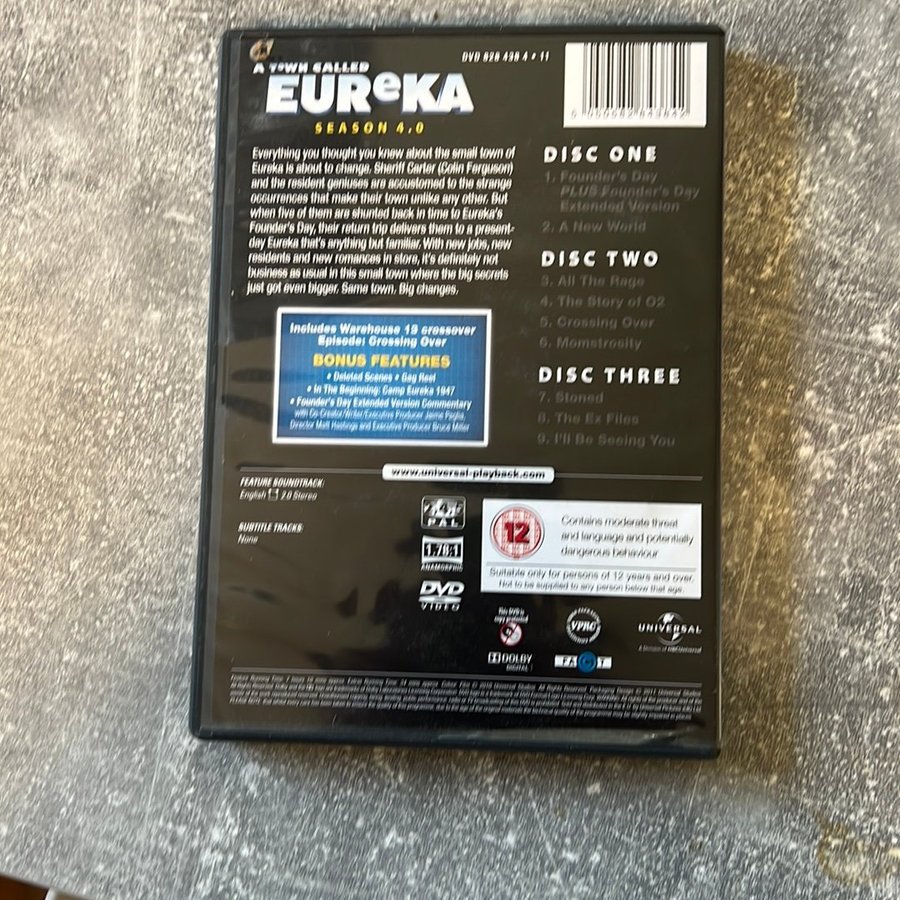 A TOWN CALLED
EUReKA
SEASON 4.0
DVD 828 438 4 • 11
Everything you thought you knew about the small town of
Eureka is about to change. Sheriff Carter (Colin Ferguson)
and the resident geniuses are accustomed to the strange
occurrences that make their town unlike any other. But
when five of them are shunted back in time to Eureka's
Founder's Day, their return trip delivers them to a present-
day Eureka that's anything but familiar. With new jobs, new
residents and new romances in store, it's definitely not
business as usual in this small town where the big secrets
just got even bigger. Same town. Big changes.
Includes Warehouse 13 crossover
Episode: Crossing Over
BONUS FEATURES
• Deleted Scenes • Gag Reel
• In The Beginning: Camp Eureka 1947
• Founder's Day Extended Version Commentary
with Co-Creator/Writer/Executive Producer Jaime Paglia,
Director Matt Hastings and Executive Producer Bruce Miller
DISC ONE
1. Founder's Day
PLUS Founder's Day
Extended Version
2. A New World
DISC TWO
3. All The Rage
4. The Story of O2
5. Crossing Over
6. Momstrosity
DISC THREE
7. Stoned
8. The Ex Files
9. I'll Be Seeing You
www.universal-playback.com
FEATURE SOUNDTRACK:
English 2.0 Stereo
SUBTITLE TRACKS:
None
PAL
1.78:1
ANAMORPHIC
DVD
VIDEO
12
Contains moderate threat
and language and potentially
dangerous behaviour
Suitable only for persons of 12 years and over.
Not to be supplied to any person below that age.
This DVD is
copy protected
DOLBY
DIGITAL
VPRC
FACT
UNIVERSAL